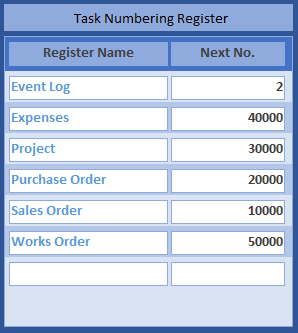 Task Numbering Register
Register Name Next No.
Event Log 2
Expenses 40000
Project 30000
Purchase Order 20000
Sales Order 10000
Works Order 50000